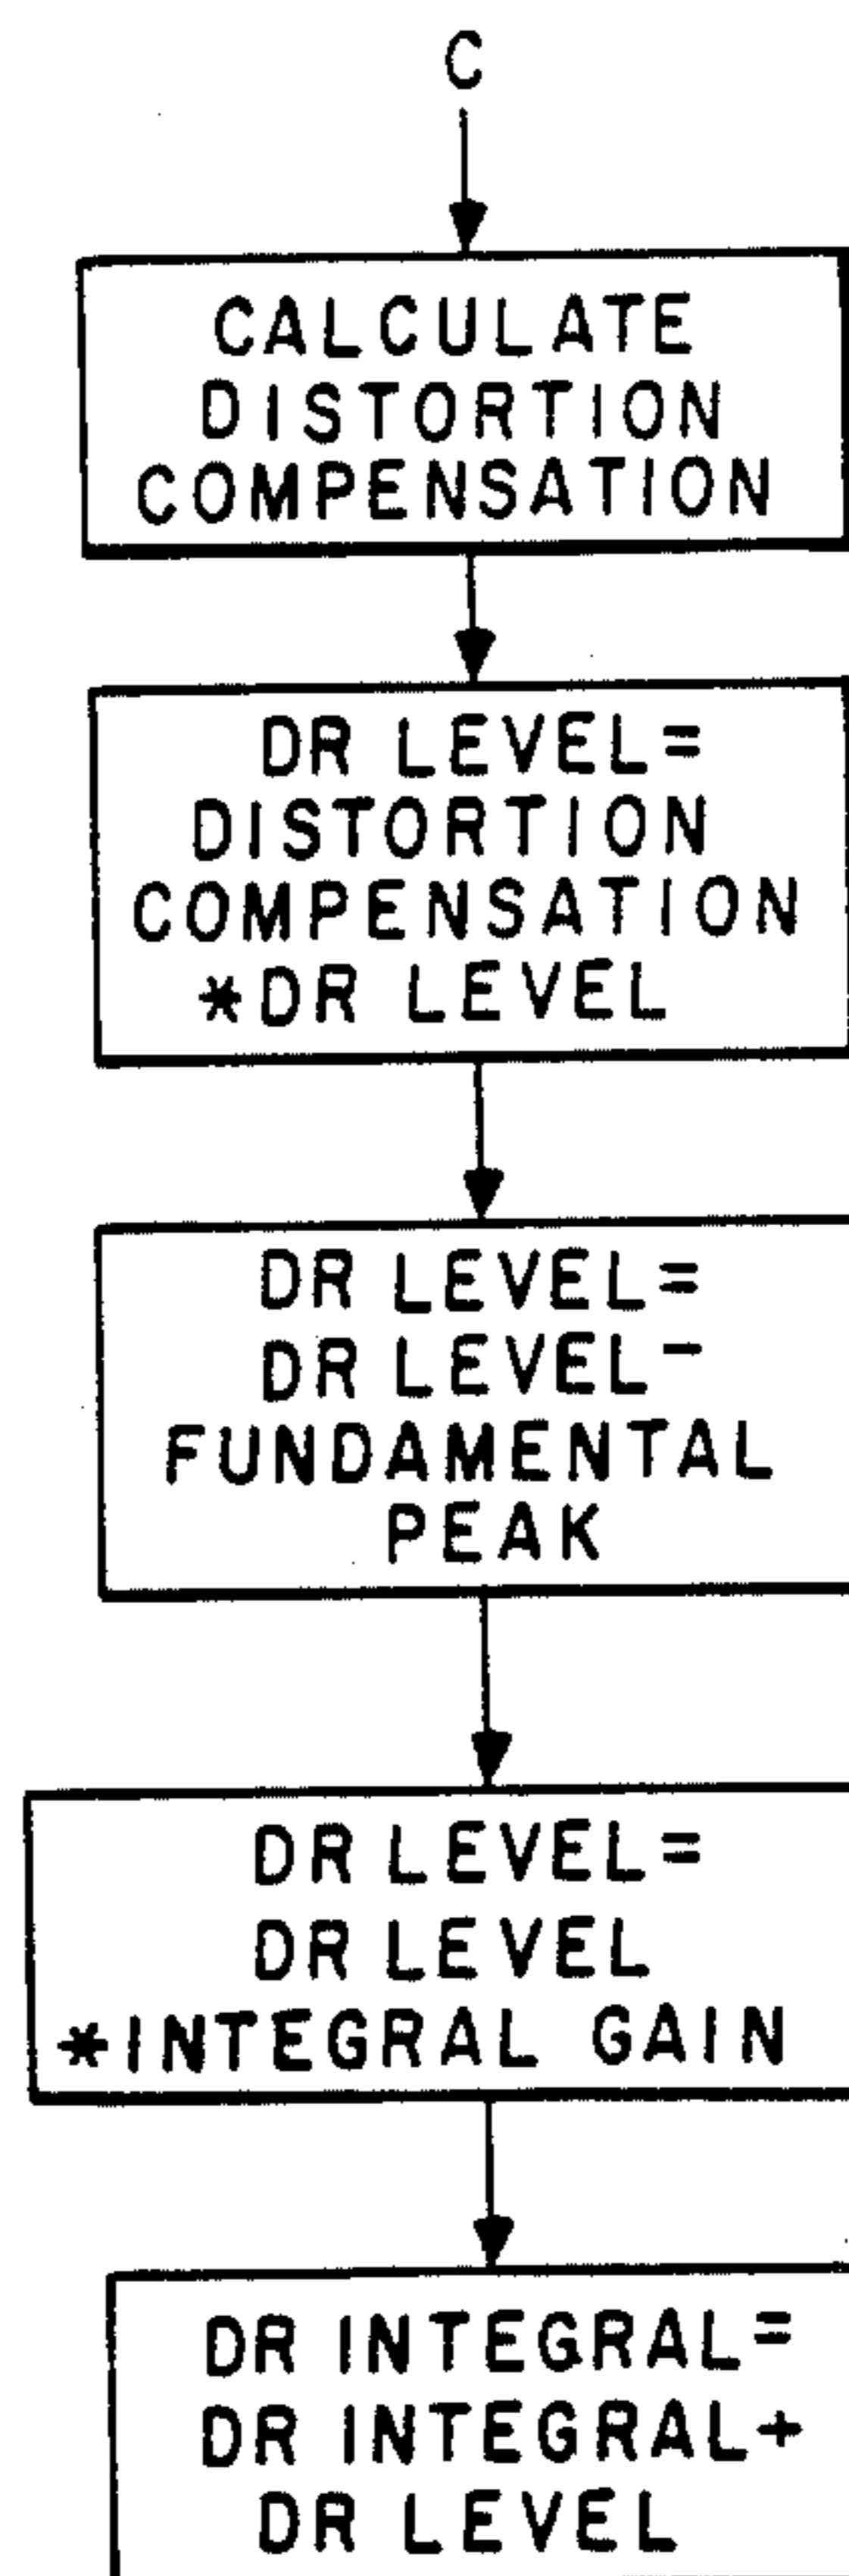 C
CALCULATE
DISTORTION
COMPENSATION
DR LEVEL=
DISTORTION
COMPENSATION
*DR LEVEL
DR LEVEL=
DR LEVEL-
FUNDAMENTAL
PEAK
DR LEVEL=
DR LEVEL
*INTEGRAL GAIN
DR INTEGRAL=
DR INTEGRAL+
DR LEVEL